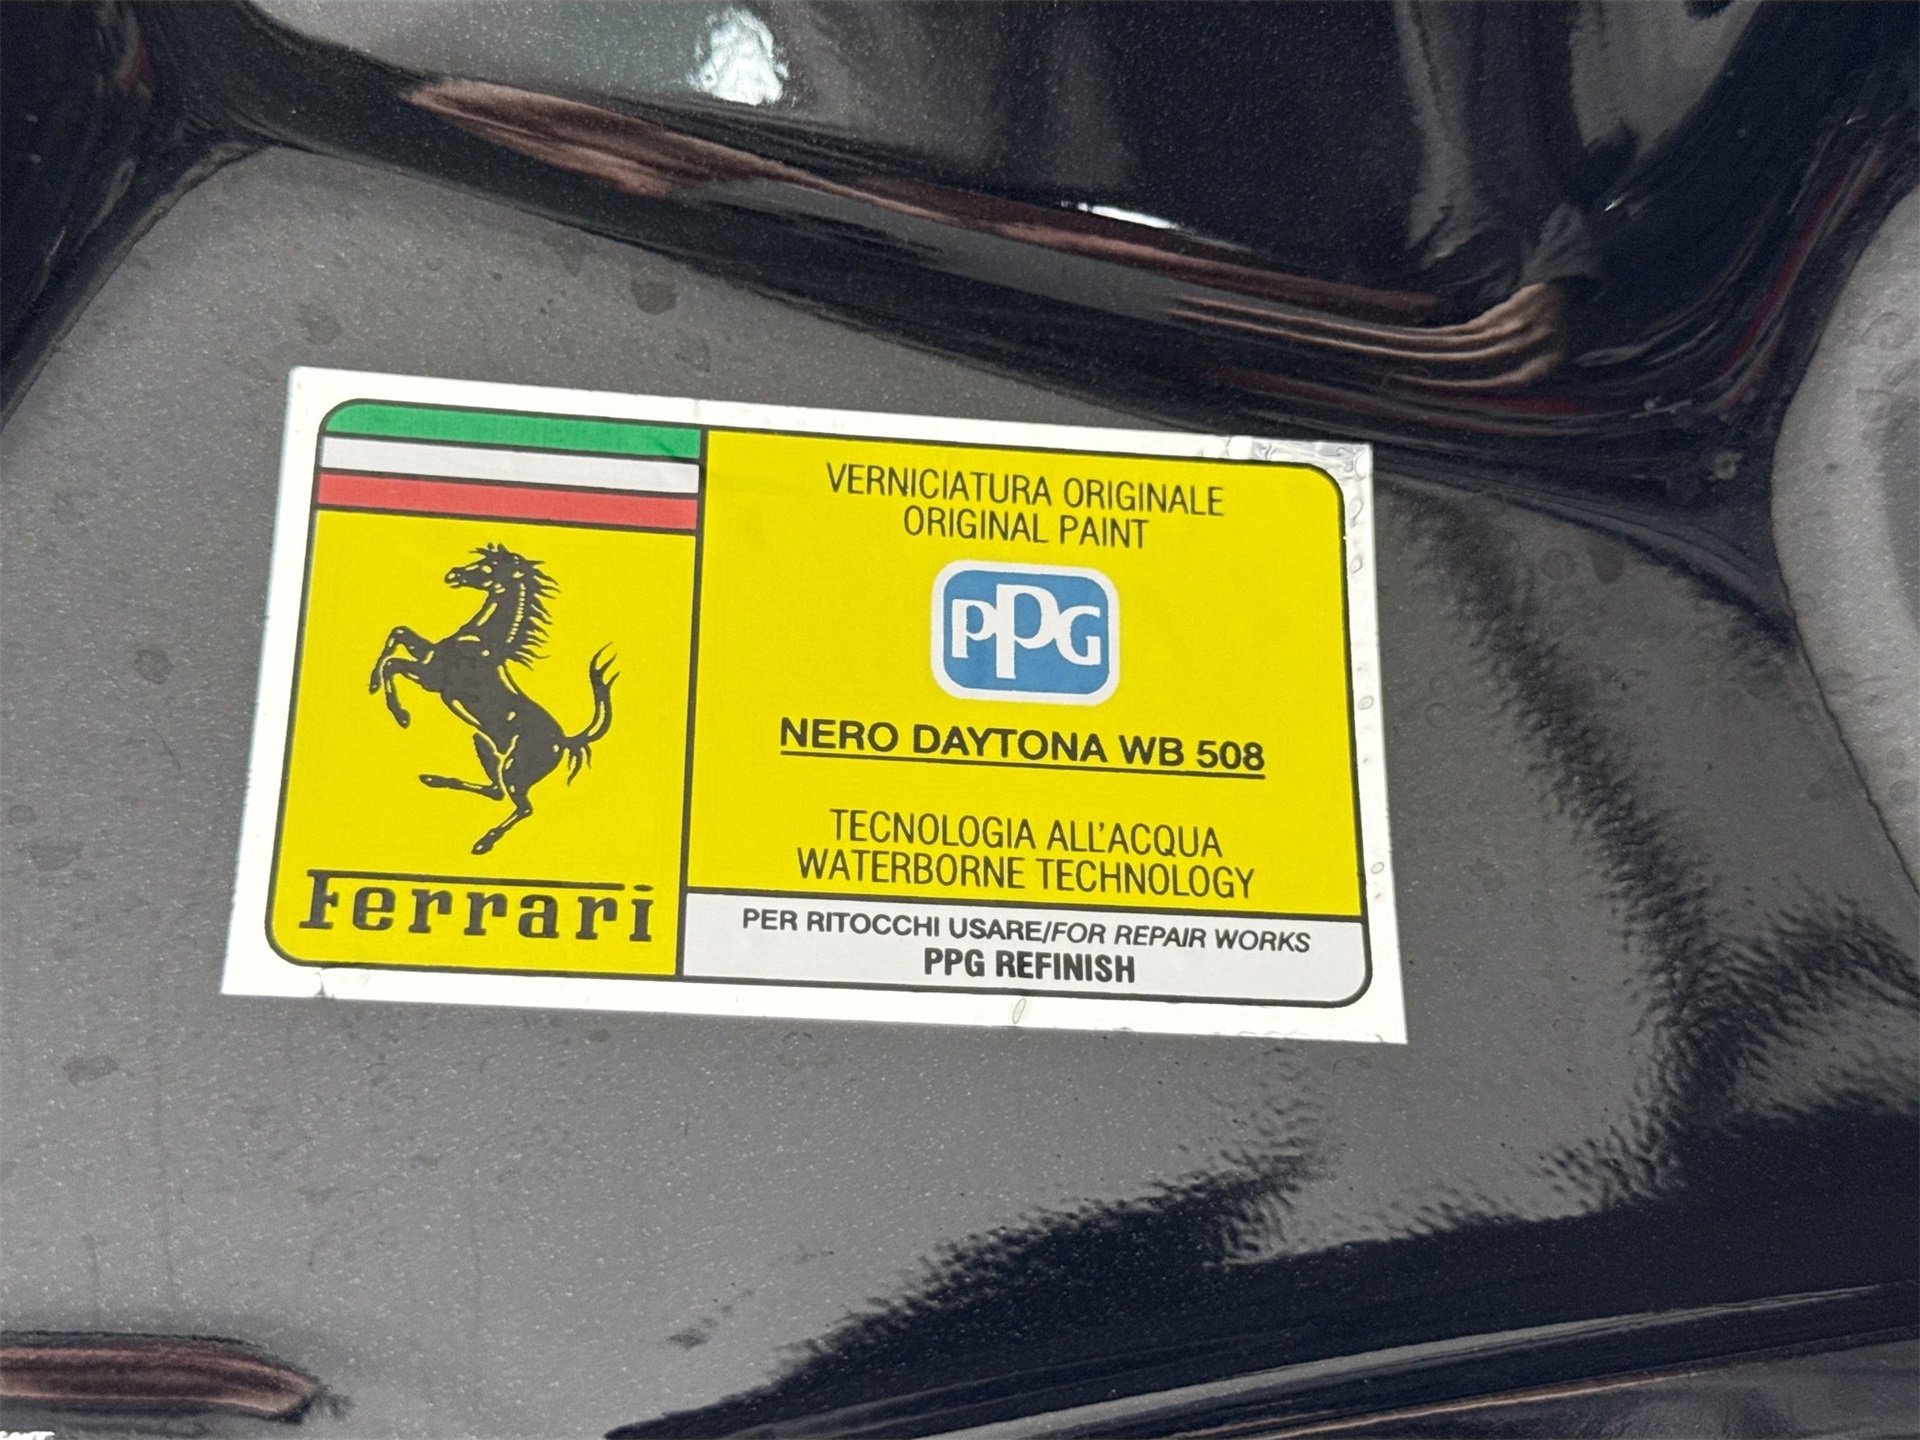 VERNICIATURA ORIGINALE
ORIGINAL PAINT
PPG
NERO DAYTONA WB 508
TECNOLOGIA ALL'ACQUA
WATERBORNE TECHNOLOGY
Ferrari
PER RITOCCHI USARE/FOR REPAIR WORKS
PPG REFINISH